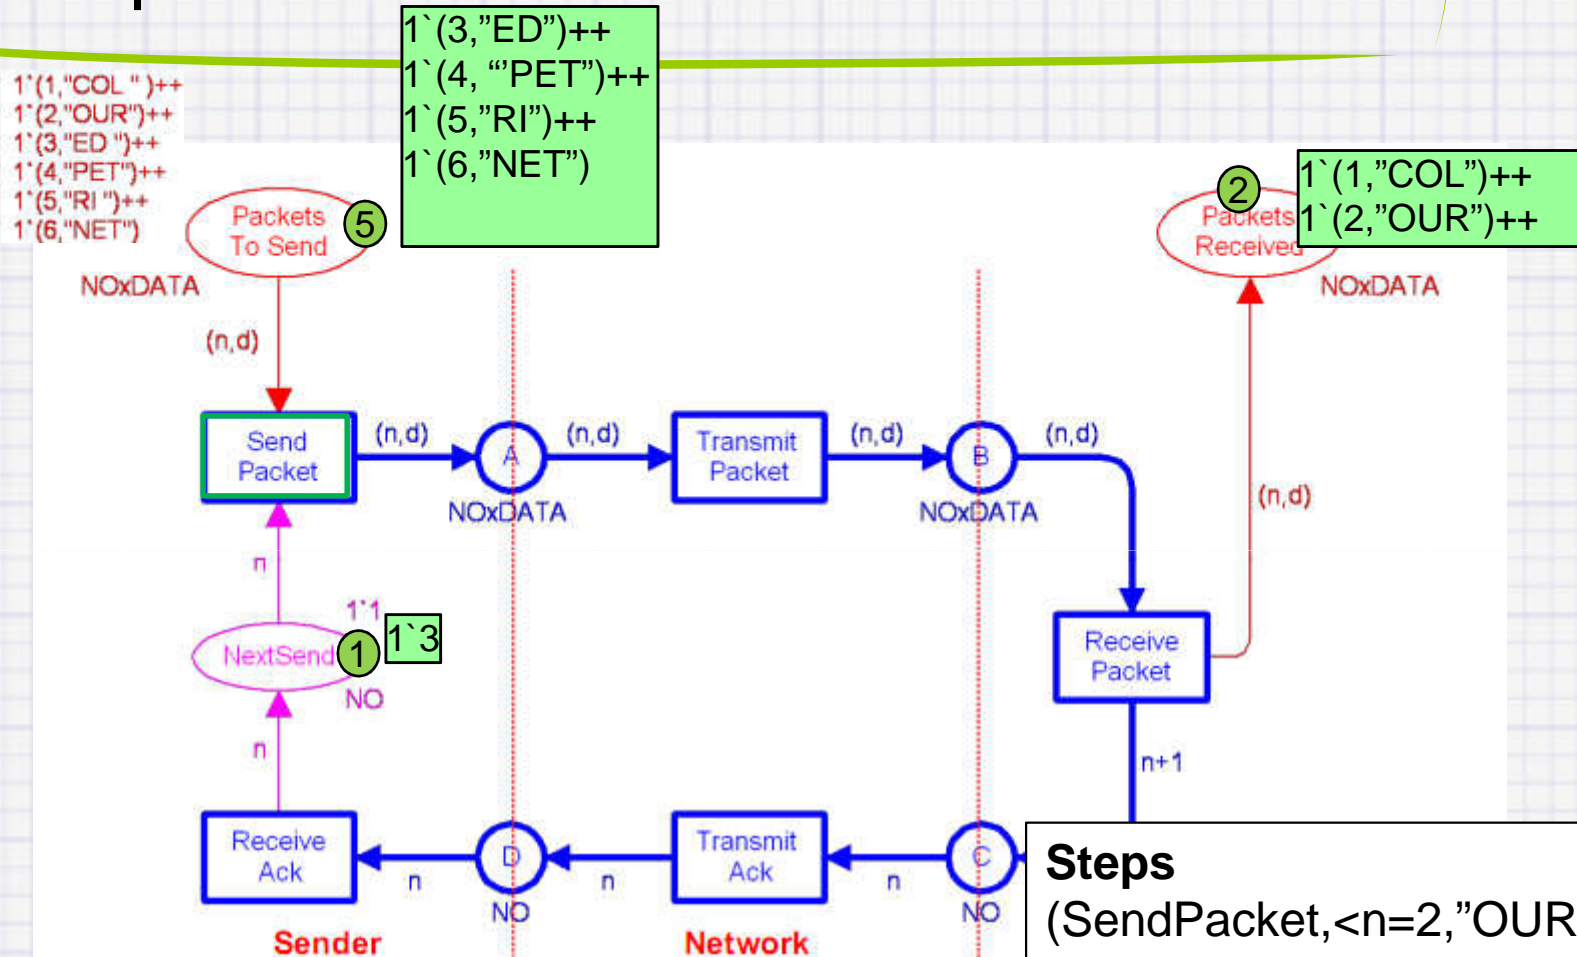 1`(3,”ED”)++
1`(4, “’PET”)++
1`(5,”RI”)++
1`(6,”NET”)
1`(1,"COL " )++
1`(2,"OUR")++
1`(3,"ED ")++
1`(4,"PET")++
1`(5,"RI ")++
1`(6,"NET")
Packets
To Send
5
NOxDATA
2
Packets
Received
1`(1,”COL”)++
1`(2,”OUR”)++
NOxDATA
(n,d)
Send
Packet
(n,d)
A
NOxDATA
(n,d)
Transmit
Packet
(n,d)
B
NOxDATA
(n,d)
(n,d)
n
1`1
NextSend
1
1`3
NO
Receive
Packet
n
n+1
Receive
Ack
n
D
NO
n
Transmit
Ack
n
C
NO
Steps
(SendPacket,<n=2,”OUR
Sender
Network